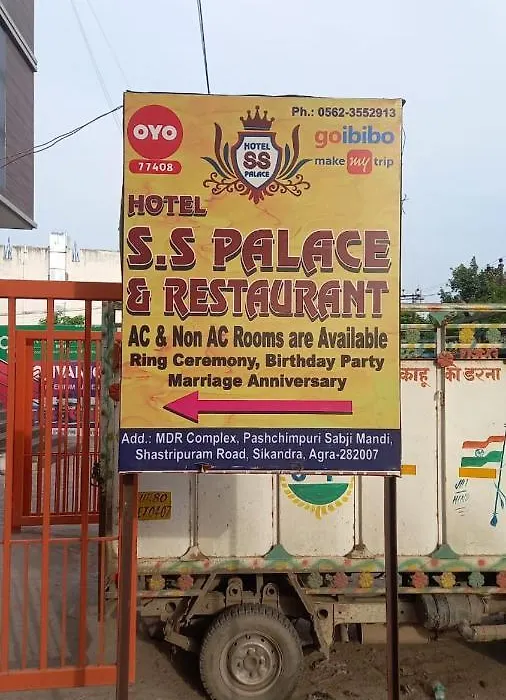 OYO
77408
HOTEL
SS
PALACE
Ph.: 0562-3552913
goibibo
make my trip
HOTEL
S.S PALACE
& RESTAURANT
AC & Non AC Rooms are Available
Ring Ceremony, Birthday Party
Marriage Anniversary
Add.: MDR Complex, Pashchimpuri Sabji Mandi,
Shastripuram Road, Sikandra, Agra-282007
काहू को डरना